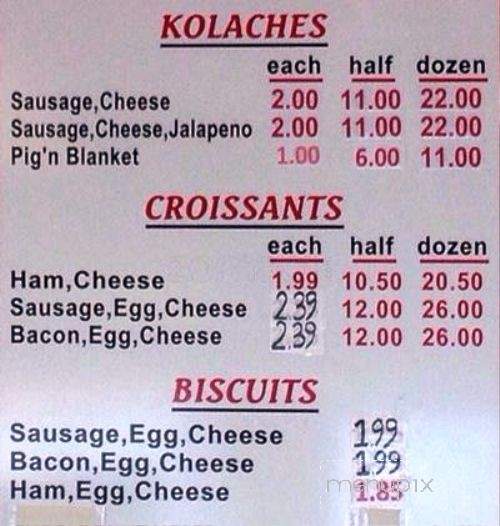 KOLACHES
each half dozen
Sausage,Cheese 2.00 11.00 22.00
Sausage,Cheese,Jalapeno 2.00 11.00 22.00
Pig'n Blanket 1.00 6.00 11.00
CROISSANTS
each half dozen
Ham,Cheese 1.99 10.50 20.50
Sausage,Egg,Cheese 2.39 12.00 26.00
Bacon,Egg,Cheese 2.39 12.00 26.00
BISCUITS
Sausage,Egg,Cheese 1.99
Bacon,Egg,Cheese 1.99
Ham,Egg,Cheese 1.85
menupix